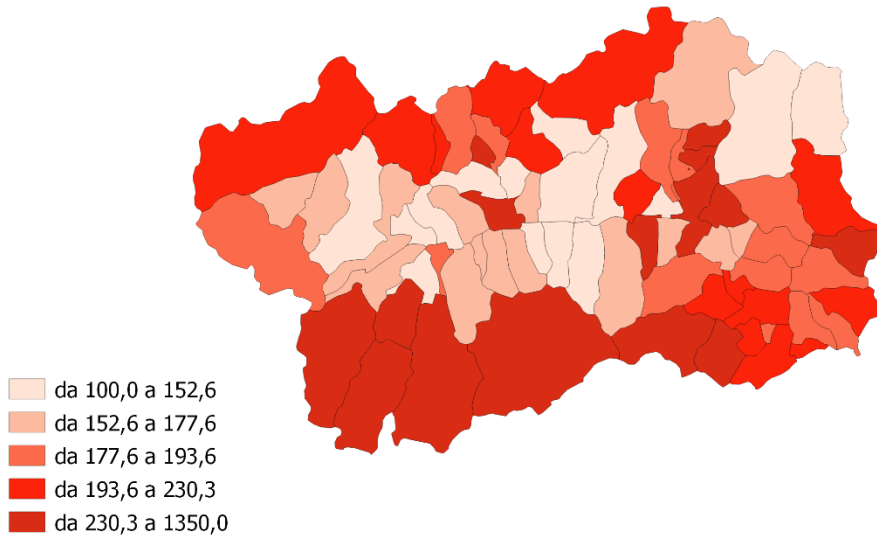 da 100,0 a 152,6
da 152,6 a 177,6
da 177,6 a 193,6
da 193,6 a 230,3
da 230,3 a 1350,0